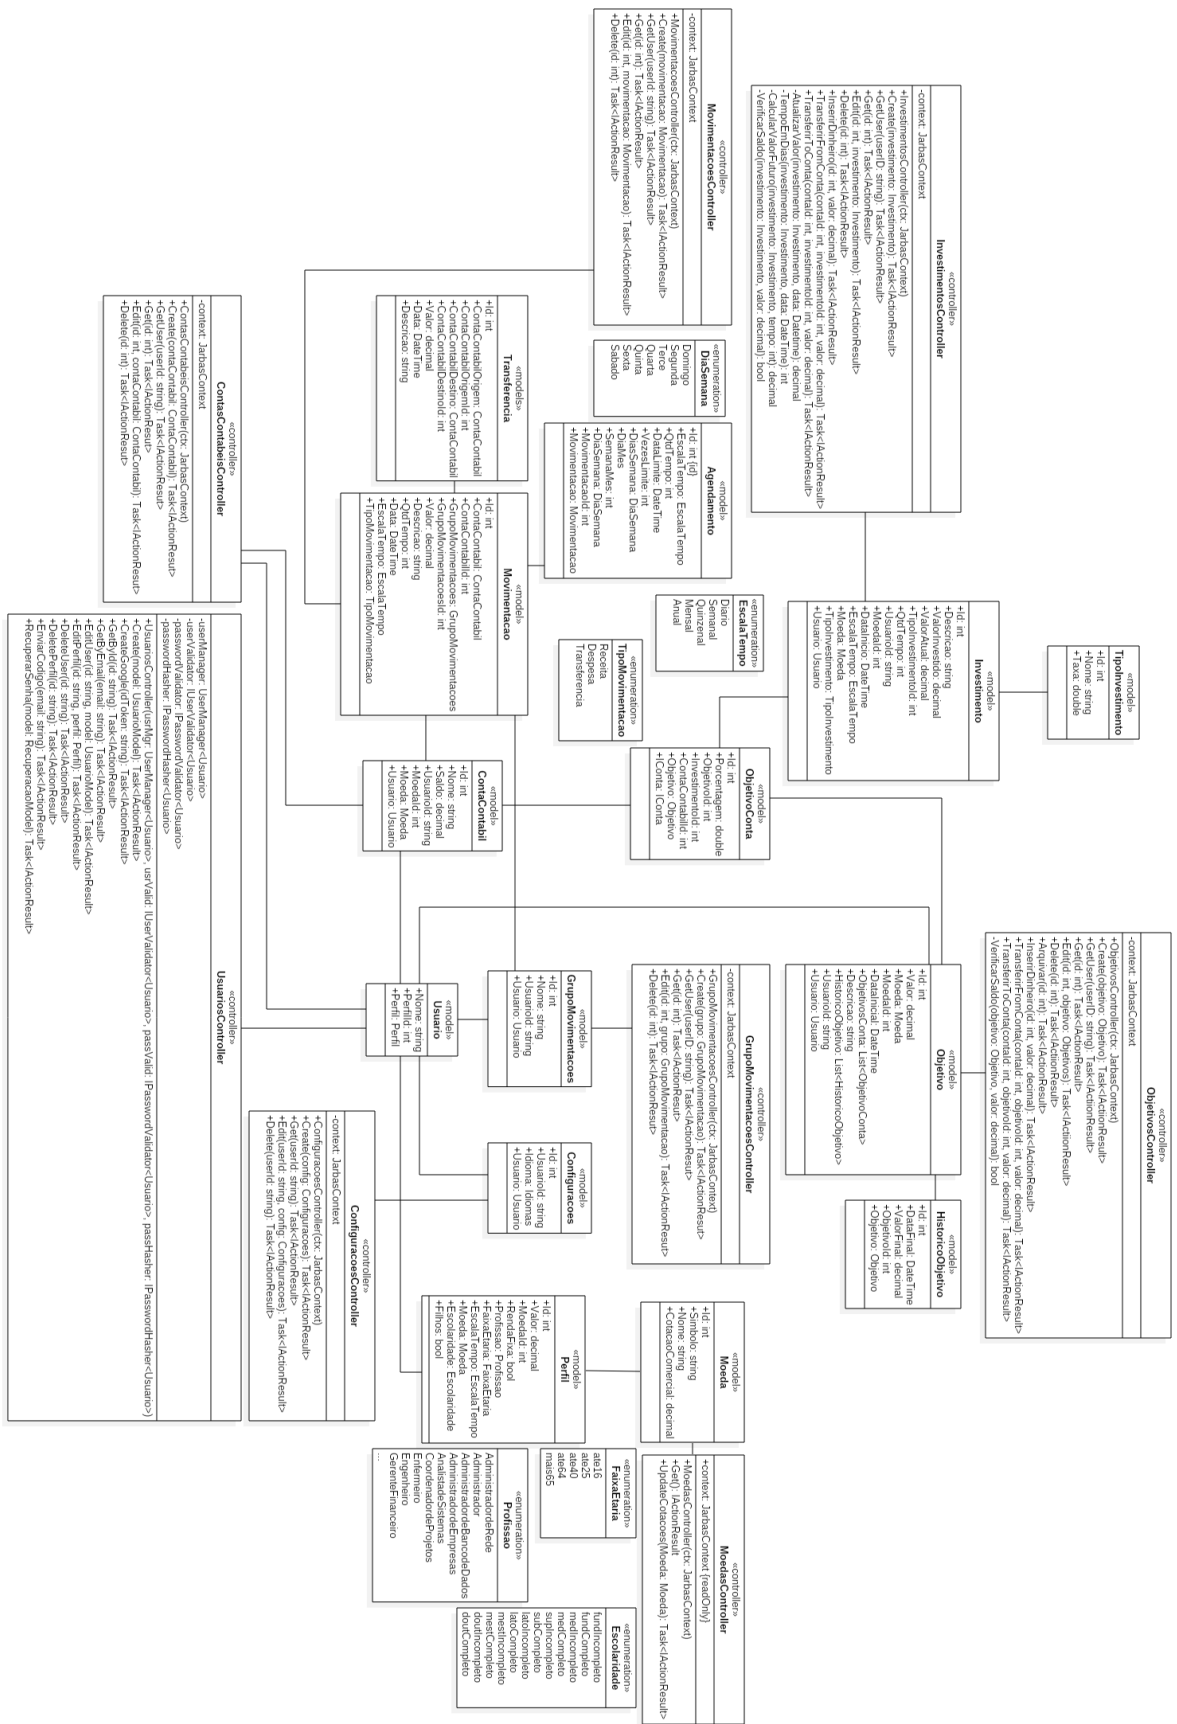 «controller»
InvestimentosController
-context: JarbasContext
+InvestimentosController(ctx: JarbasContext)
+Create(investimento: Investimento): Task<IActionResult>
+GetUser(userID: string): Task<IActionResult>
+Get(id: int): Task<IActionResult>
+Edit(id: int, investimento: Investimento): Task<IActionResult>
+Delete(id: int): Task<IActionResult>
+InserirDinheiro(id: int, valor: decimal): Task<IActionResult>
+TransferirFromConta(contaId: int, investimentoId: int, valor: decimal): Task<IActionResult>
+TransferirToConta(contaId: int, investimentoId: int, valor: decimal): Task<IActionResult>
-AtualizarValor(investimento: Investimento, data: Datetime): decimal
-TempoEmDias(investimento: Investimento, data: DateTime): int
-CalcularValorFuturo(investimento: Investimento, tempo: int): decimal
-VerificarSaldo(investimento: Investimento, valor: decimal): bool
«model»
TipoInvestimento
+Id: int
+Nome: string
+Taxa: double
«model»
Investimento
+Id: int
+Descricao: string
+ValorInvestido: decimal
+ValorAtual: decimal
+TipoInvestimentoId: int
+QtdTempo: int
+UsuarioId: string
+MoedaId: int
+DataInicio: DateTime
+EscalaTempo: EscalaTempo
+Moeda: Moeda
+TipoInvestimento: TipoInvestimento
+Usuario: Usuario
«controller»
ObjetivosController
-context: JarbasContext
+ObjetivosController(ctx: JarbasContext)
+Create(objetivo: Objetivo): Task<IActionResult>
+GetUser(userID: string): Task<IActionResult>
+Get(id: int): Task<IActionResult>
+Edit(id: int, objetivo: Objetivos): Task<IActiionResult>
+Delete(id: int): Task<IActiionResult>
+Arquivar(id: int): Task<IActionResult>
+InserirDinheiro(id: int, valor: decimal): Task<IActionResult>
+TransferirFronConta(contaId: int, objetivoId: int, valor: decimal): Task<IActionResult>
+TransferirToConta(contaId: int, objetivoId: int, valor: decimal): Task<IActionResult>
-VerificarSaldo(objetivo: Objetivo, valor: decimal): bool
«model»
Objetivo
+Id: int
+Valor: decimal
+Moeda: Moeda
+MoedaId: int
+DataInicial: DateTime
+ObjetivosConta: List<ObjetivoConta>
+Descricao: string
+HistoricoObjetivo: List<HistoricoObjetivo>
+UsuarioId: string
+Usuario: Usuario
«model»
HistoricoObjetivo
+Id: int
+DataFinal: DateTime
+ValorFinal: decimal
+ObjetivoId: int
+Objetivo: Objetivo
«controller»
MovimentacoesController
-context: JarbasContext
+MovimentacoesController(ctx: JarbasContext)
+Create(movimentacao: Movimentacao): Task<IActionResult>
+GetUser(userId: string): Task<IActionResult>
+Get(id: int): Task<IActionResult>
+Edit(id: int, movimentacao: Movimentacao): Task<IActionResult>
+Delete(id: int): Task<IActionResult>
«enumeration»
DiaSemana
Domingo
Segunda
Terce
Quarta
Quinta
Sexta
Sabado
«model»
Agendamento
+Id: int {id}
+EscalaTempo: EscalaTempo
+QtdTempo: int
+DataLimite: DateTime
+VezesLimite: int
+DiasSemana: DiaSemana
+DiaMes
+SemanaMes: int
+DiaSemana: DiaSemana
+MovimentacaoId: int
+Movimentacao: Movimentacao
«enumeration»
EscalaTempo
Diario
Semanal
Quinzenal
Mensal
Anual
«enumeration»
TipoMovimentacao
Receita
Despesa
Transferencia
«model»
ObjetivoConta
+Id: int
+Porcentagem: double
+ObjetivoId: int
+InvestimentoId: int
+ContaContabilId: int
+Objetivo: Objetivo
+IConta: IConta
«controller»
GrupoMovimentacoesController
-context: JarbasContext
+GrupoMovimentacoesController(ctx: JarbasContext)
+Create(grupo: GrupoMovimentacao): Task<IActionResut>
+GetUser(userID: string): Task<IActionResut>
+Get(id: int): Task<IActionResut>
+Edit(id: int, grupo: GrupoMovimentacao): Task<IActionResut>
+Delete(id: int): Task<IActionResut>
«model»
Moeda
+Id: int
+Simbolo: string
+Nome: string
+CotacaoComercial: decimal
«controller»
MoedasController
+context: JarbasContext {readOnly}
+MoedasController(ctx: JarbasContext)
+Get(): IActionResult
+UpdateCotacoes(Moeda: Moeda): Task<IActionResult>
«models»
Transferencia
+Id: int
+ContaContabilOrigem: ContaContabil
+ContaContabilOrigemId: int
+ContaContabilDestino: ContaContabil
+ContaContabilDestinoId: int
+Valor: decimal
+Data: DateTime
+Descricao: string
«model»
Movimentacao
+Id: int
+ContaContabil: ContaContabil
+ContaContabilId: int
+GrupoMovimentacoes: GrupoMovimentacoes
+GrupoMovimentacoesId: int
+Valor: decimal
+Descricao: string
+QtdTempo: int
+Data: DateTime
+EscalaTempo: EscalaTempo
+TipoMovimentacao: TipoMovimentacao
«model»
ContaContabil
+Id: int
+Nome: string
+Saldo: decimal
+UsuarioId: string
+MoedaId: int
+Moeda: Moeda
+Usuario: Usuario
«model»
GrupoMovimentacoes
+Id: int
+Nome: string
+UsuarioId: string
+Usuario: Usuario
«model»
Configuracoes
+Id: int
+UsuarioId: string
+Idioma: Idiomas
+Usuario: Usuario
«model»
Usuario
+Nome: string
+PerfilId: int
+Perfil: Perfil
«model»
Perfil
+Id: int
+Valor: decimal
+MoedaId: int
+RendaFixa: bool
+Profissao: Profissao
+FaixaEtaria: FaixaEtaria
+EscalaTempo: EscalaTempo
+Moeda: Moeda
+Escolaridade: Escolaridade
+Filhos: bool
«enumeration»
FaixaEtaria
ate16
ate25
ate40
ate64
mais65
«enumeration»
Profissao
AdministradordeRede
Administrador
AdministradordeBancodeDados
AdministradordeEmpresas
AnalistadeSistemas
CoordenadordeProjetos
Enfermeiro
Engenheiro
GerenteFinanceiro
...
«enumeration»
Escolaridade
fundIncompleto
fundCompleto
medIncompleto
medCompleto
supIncompleto
subCompleto
latoIncompleto
latoCompleto
mestIncompleto
mestCompleto
doutIncompleto
doutCompleto
«controller»
ContasContabeisController
-context: JarbasContext
+ContasContabeisController(ctx: JarbasContext)
+Create(contaContabil: ContaContabil): Task<IActionResut>
+GetUser(userId: string): Task<IActionResut>
+Get(id: int): Task<IActionResut>
+Edit(id: int, contaContabil: ContaContabil): Task<IActionResut>
+Delete(id: int): Task<IActionResut>
«controller»
ConfiguracoesController
-context: JarbasContext
+ConfiguracoesController(ctx: JarbasContext)
+Create(config: Configuracoes): Task<IActionResult>
+Get(userId: string): Task<IActionResult>
+Edit(userId: string, config: Configuracoes): Task<IActionResult>
+Delete(userId: string): Task<IActionResult>
«controller»
UsuariosController
-userManager: UserManager<Usuario>
-userValidator: IUserValidator<Usuario>
-passwordValidator: IPasswordValidator<Usuario>
-passwordHasher: IPasswordHasher<Usuario>
+UsuariosController(usrMgr: UserManager<Usuario>, usrValid: IUserValidator<Usuario>, passValid: IPasswordValidator<Usuario>, passHasher: IPasswordHasher<Usuario>)
+Create(model: UsuarioModel): Task<IActionResult>
+CreateGoogle(idToken: string): Task<IActionResult>
+GetById(id: string): Task<IActionResult>
+GetByEmail(email: string): Task<IActionResult>
+EditUser(id: string, model: UsuarioModel): Task<IActionResult>
+EditPerfil(id: string, perfil: Perfil): Task<IActionResult>
+DeleteUser(id: string): Task<IActionResult>
+DeletePerfil(id: string): Task<IActionResult>
+EnviarCodigo(email: string): Task<IActionResult>
+RecuperarSenha(model: RecuperacaoModel): Task<IActionResult>